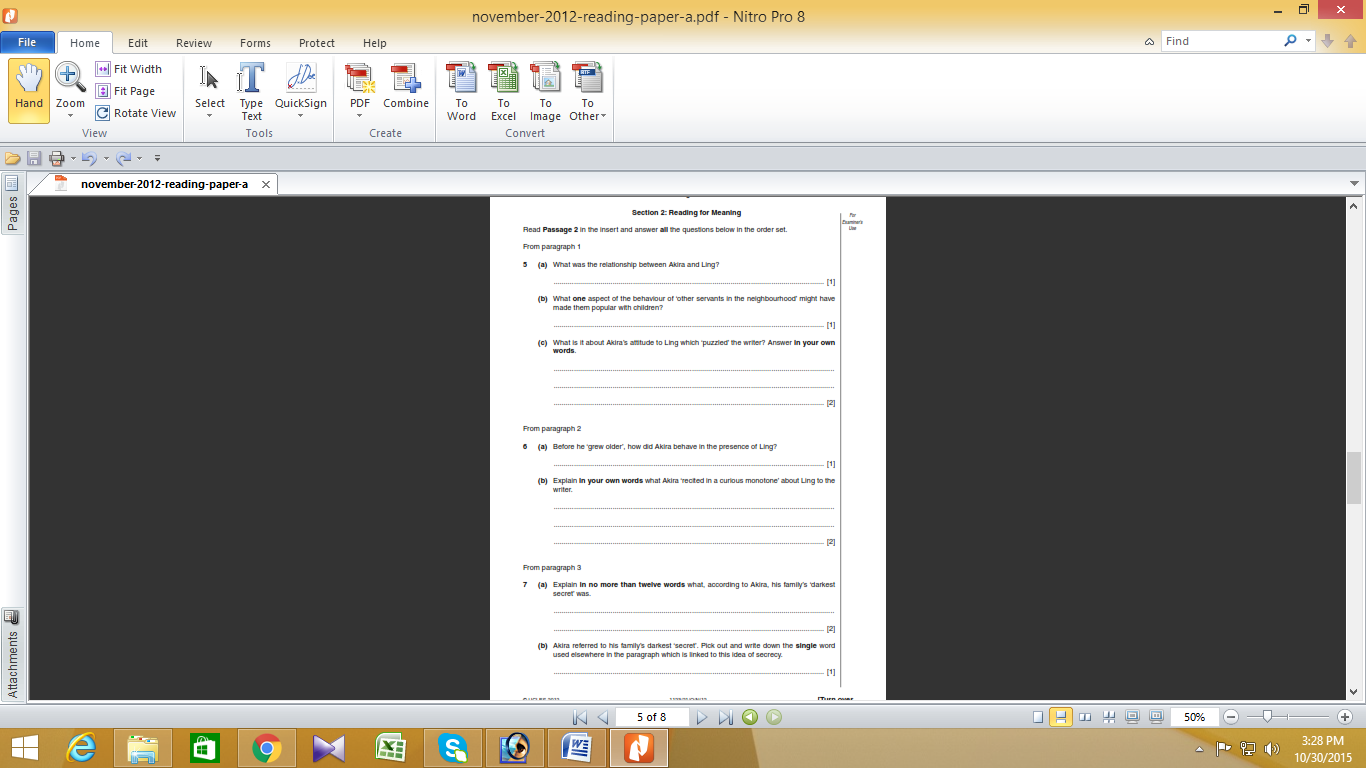 november-2012-reading-paper-a.pdf - Nitro Pro 8
File Home Edit Review Forms Protect Help Find
Hand Zoom Fit Width Fit Page Rotate View
View
Select Type Text QuickSign
Tools
PDF Combine
Create
To Word To Excel To Image To Other
Convert
november-2012-reading-paper-a
Pages
Attachments
Section 2: Reading for Meaning
For
Examiner's
Use
Read Passage 2 in the insert and answer all the questions below in the order set.
From paragraph 1
5 (a) What was the relationship between Akira and Ling?
[1]
(b) What one aspect of the behaviour of 'other servants in the neighbourhood' might have
made them popular with children?
[1]
(c) What is it about Akira's attitude to Ling which 'puzzled' the writer? Answer in your own
words.
[2]
From paragraph 2
6 (a) Before he 'grew older', how did Akira behave in the presence of Ling?
[1]
(b) Explain in your own words what Akira 'recited in a curious monotone' about Ling to the
writer.
[2]
From paragraph 3
7 (a) Explain in no more than twelve words what, according to Akira, his family's 'darkest
secret' was.
[2]
(b) Akira referred to his family's darkest 'secret'. Pick out and write down the single word
used elsewhere in the paragraph which is linked to this idea of secrecy.
[1]
[Turn over
5 of 8
50%
3:28 PM
10/30/2015